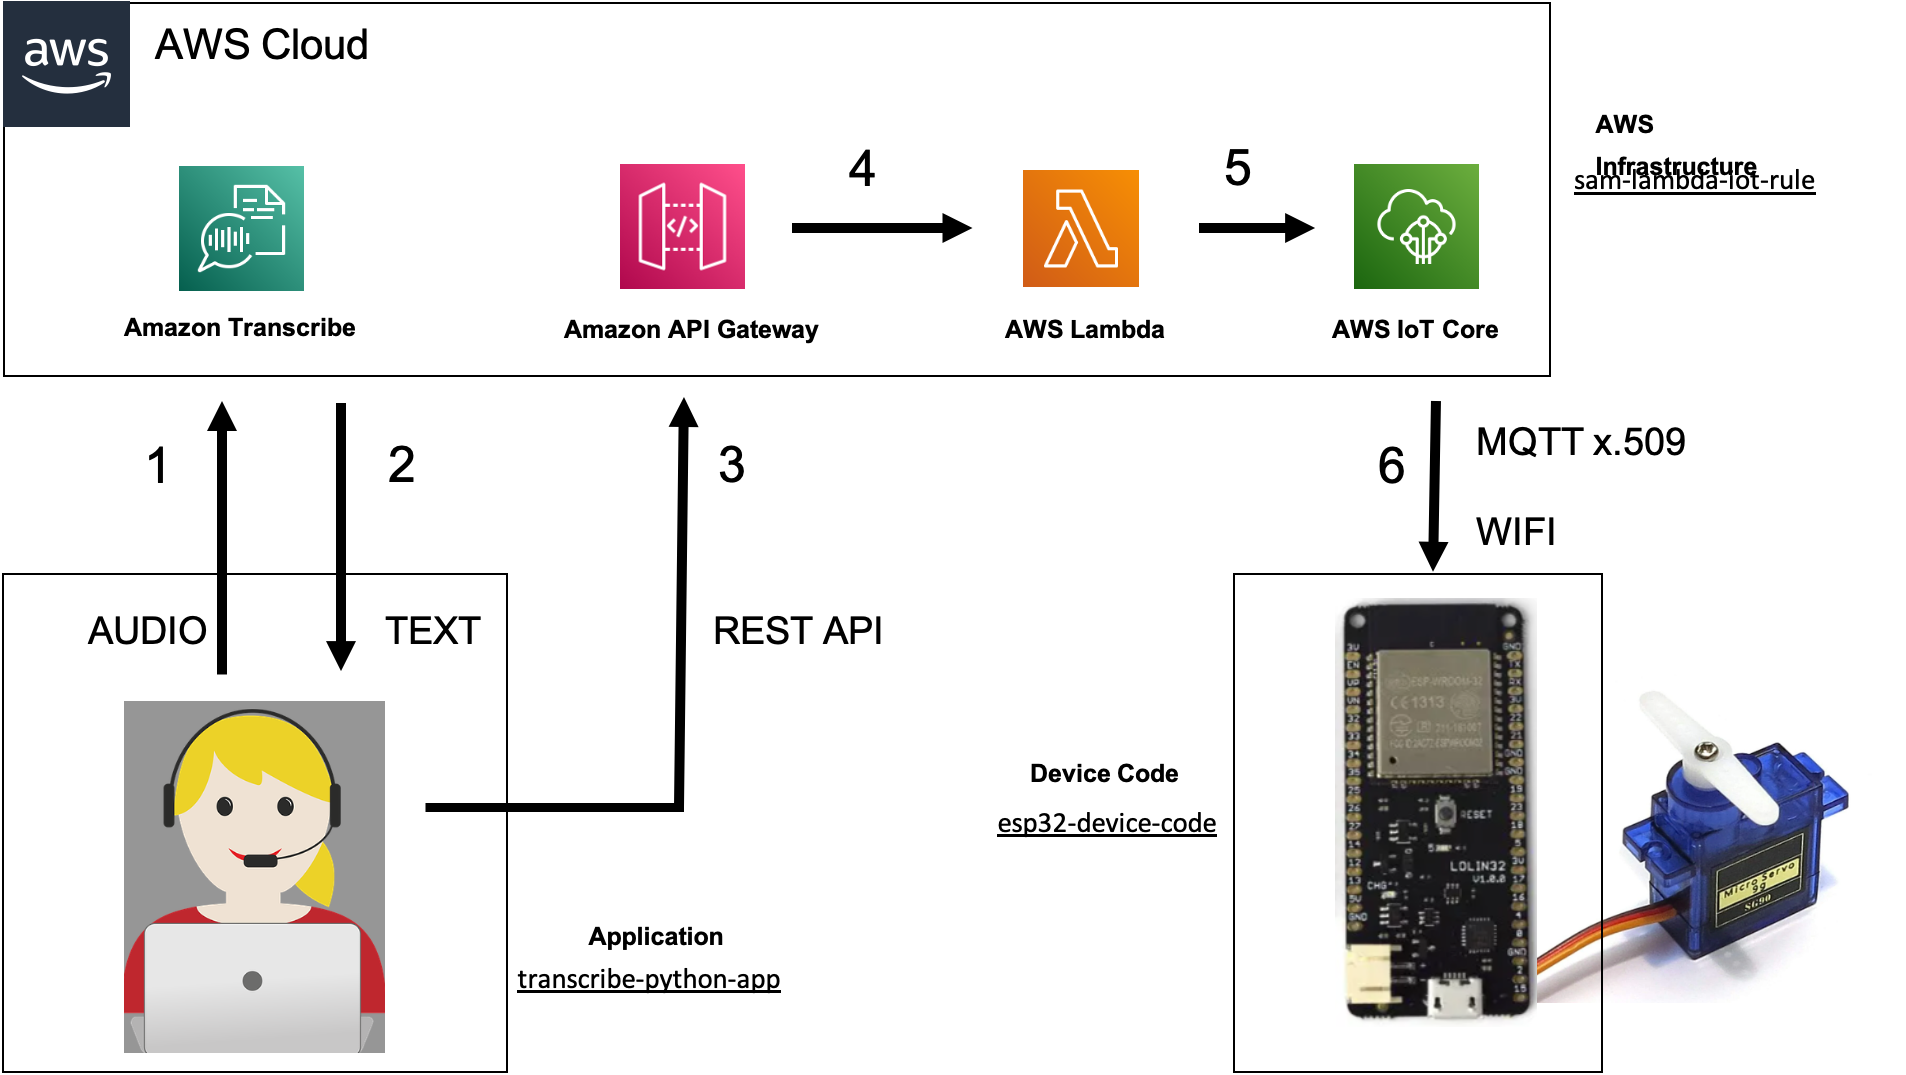 aws
AWS Cloud
AWS
Infrastructure
sam-lambda-iot-rule
4
5
Amazon Transcribe
Amazon API Gateway
AWS Lambda
AWS IoT Core
1
2
3
6
MQTT x.509
WIFI
AUDIO
TEXT
REST API
Device Code
esp32-device-code
Application
transcribe-python-app
ESP-WROOM-32
CE1313
RESET
LOLIN32
V1.0.0
CHG
Micro Servo
9g
SG90